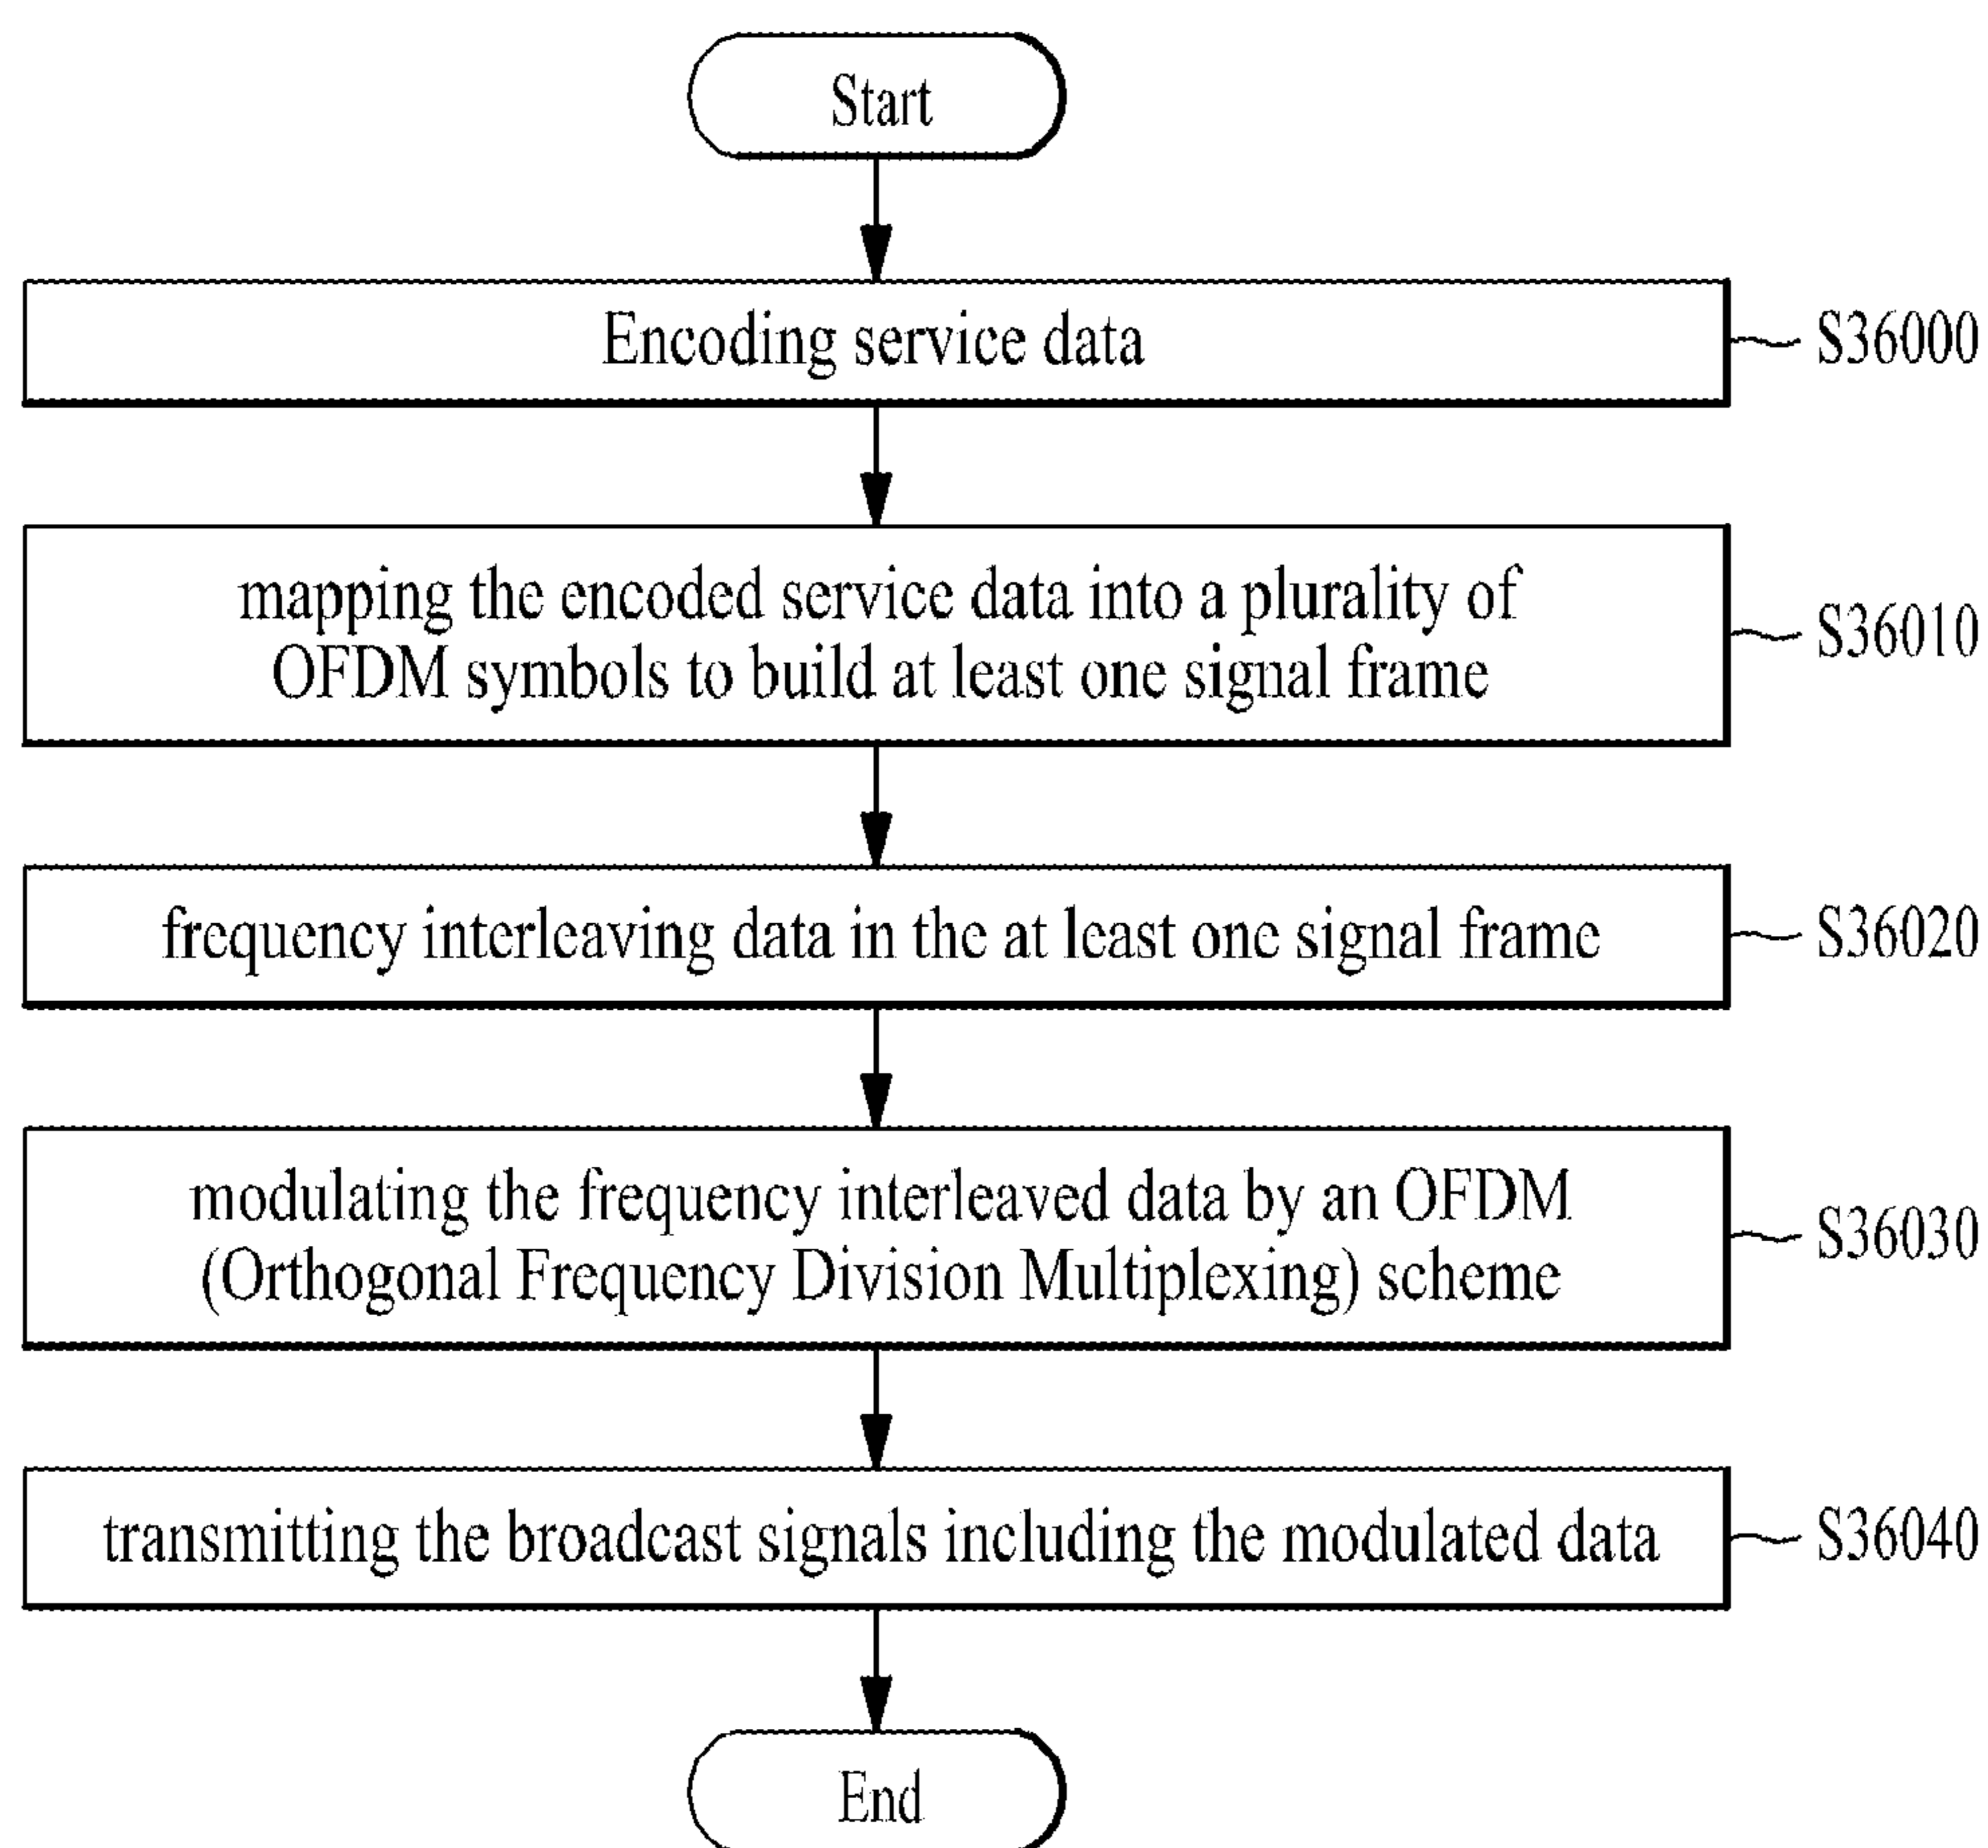 Start
Encoding service data
S36000
mapping the encoded service data into a plurality of
OFDM symbols to build at least one signal frame
S36010
frequency interleaving data in the at least one signal frame
S36020
modulating the frequency interleaved data by an OFDM
(Orthogonal Frequency Division Multiplexing) scheme
S36030
transmitting the broadcast signals including the modulated data
S36040
End